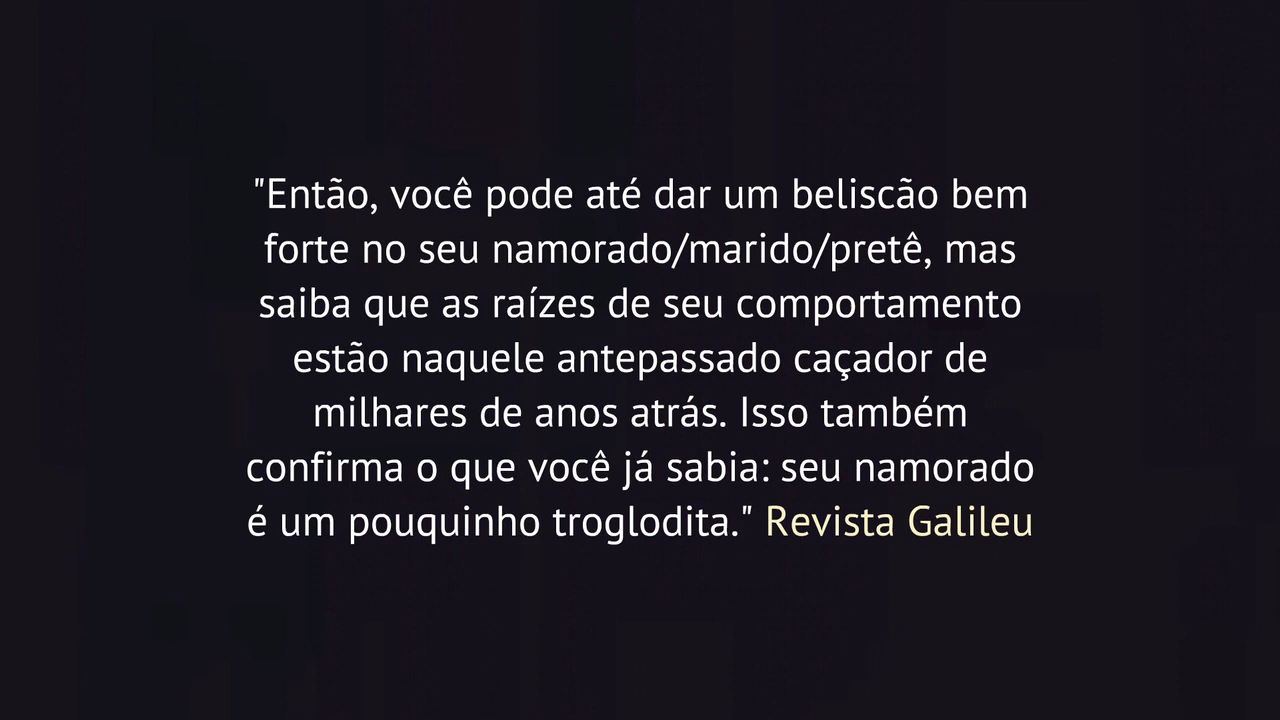 "Então, você pode até dar um beliscão bem
forte no seu namorado/marido/pretê, mas
saiba que as raízes de seu comportamento
estão naquele antepassado caçador de
milhares de anos atrás. Isso também
confirma o que você já sabia: seu namorado
é um pouquinho troglodita." Revista Galileu